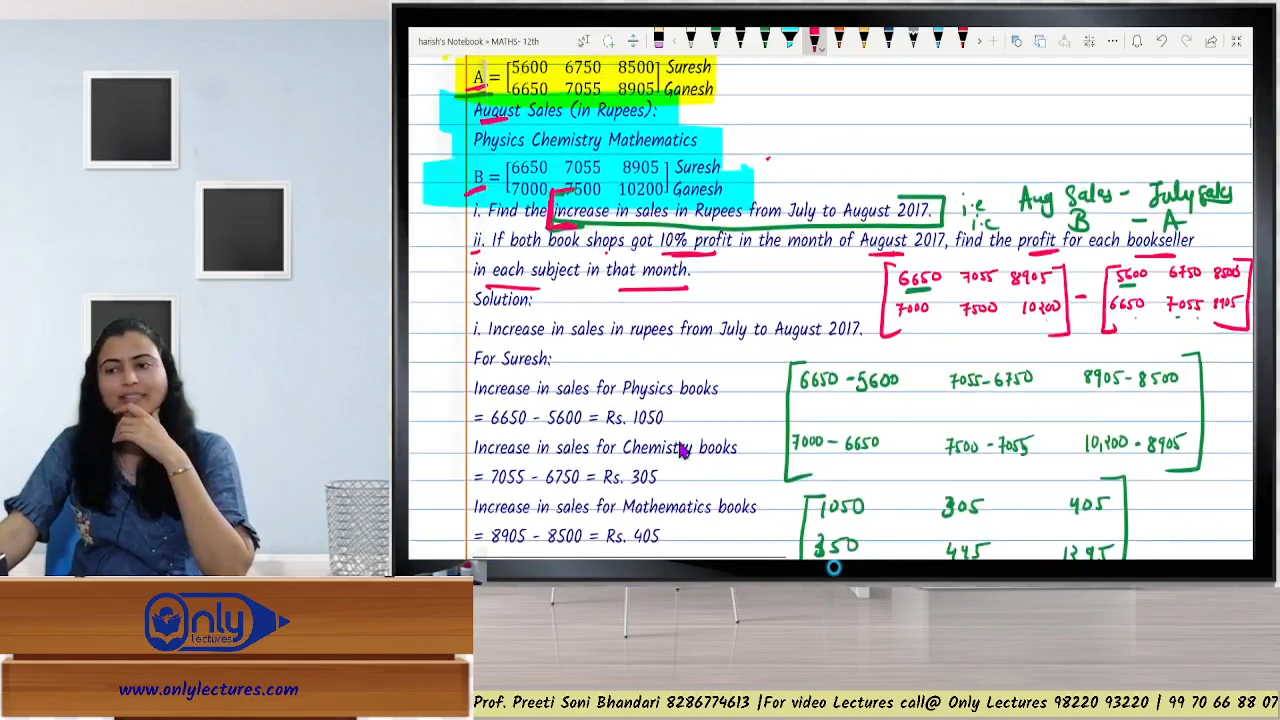 harish's Notebook » MATHS- 12th
A = [5600 6750 8500] Suresh
[6650 7055 8905] Ganesh
August Sales (in Rupees):
Physics Chemistry Mathematics
B = [6650 7055 8905] Suresh
[7000 7500 10200] Ganesh
i. Find the increase in sales in Rupees from July to August 2017.
i.e Aug Sales - July sales
i.e B - A
ii. If both book shops got 10% profit in the month of August 2017, find the profit for each bookseller
in each subject in that month.
[6650 7055 8905] - [5600 6750 8500]
[7000 7500 10200] [6650 7055 8905]
Solution:
i. Increase in sales in rupees from July to August 2017.
For Suresh:
Increase in sales for Physics books
= 6650 - 5600 = Rs. 1050
Increase in sales for Chemistry books
= 7055 - 6750 = Rs. 305
Increase in sales for Mathematics books
= 8905 - 8500 = Rs. 405
6650 - 5600 7055 - 6750 8905 - 8500
7000 - 6650 7500 - 7055 10,200 - 8905
1050 305 405
350 445 1295
Only
lectures
www.onlylectures.com
Prof. Preeti Soni Bhandari 8286774613 |For video Lectures call@ Only Lectures 98220 93220 | 99 70 66 88 07